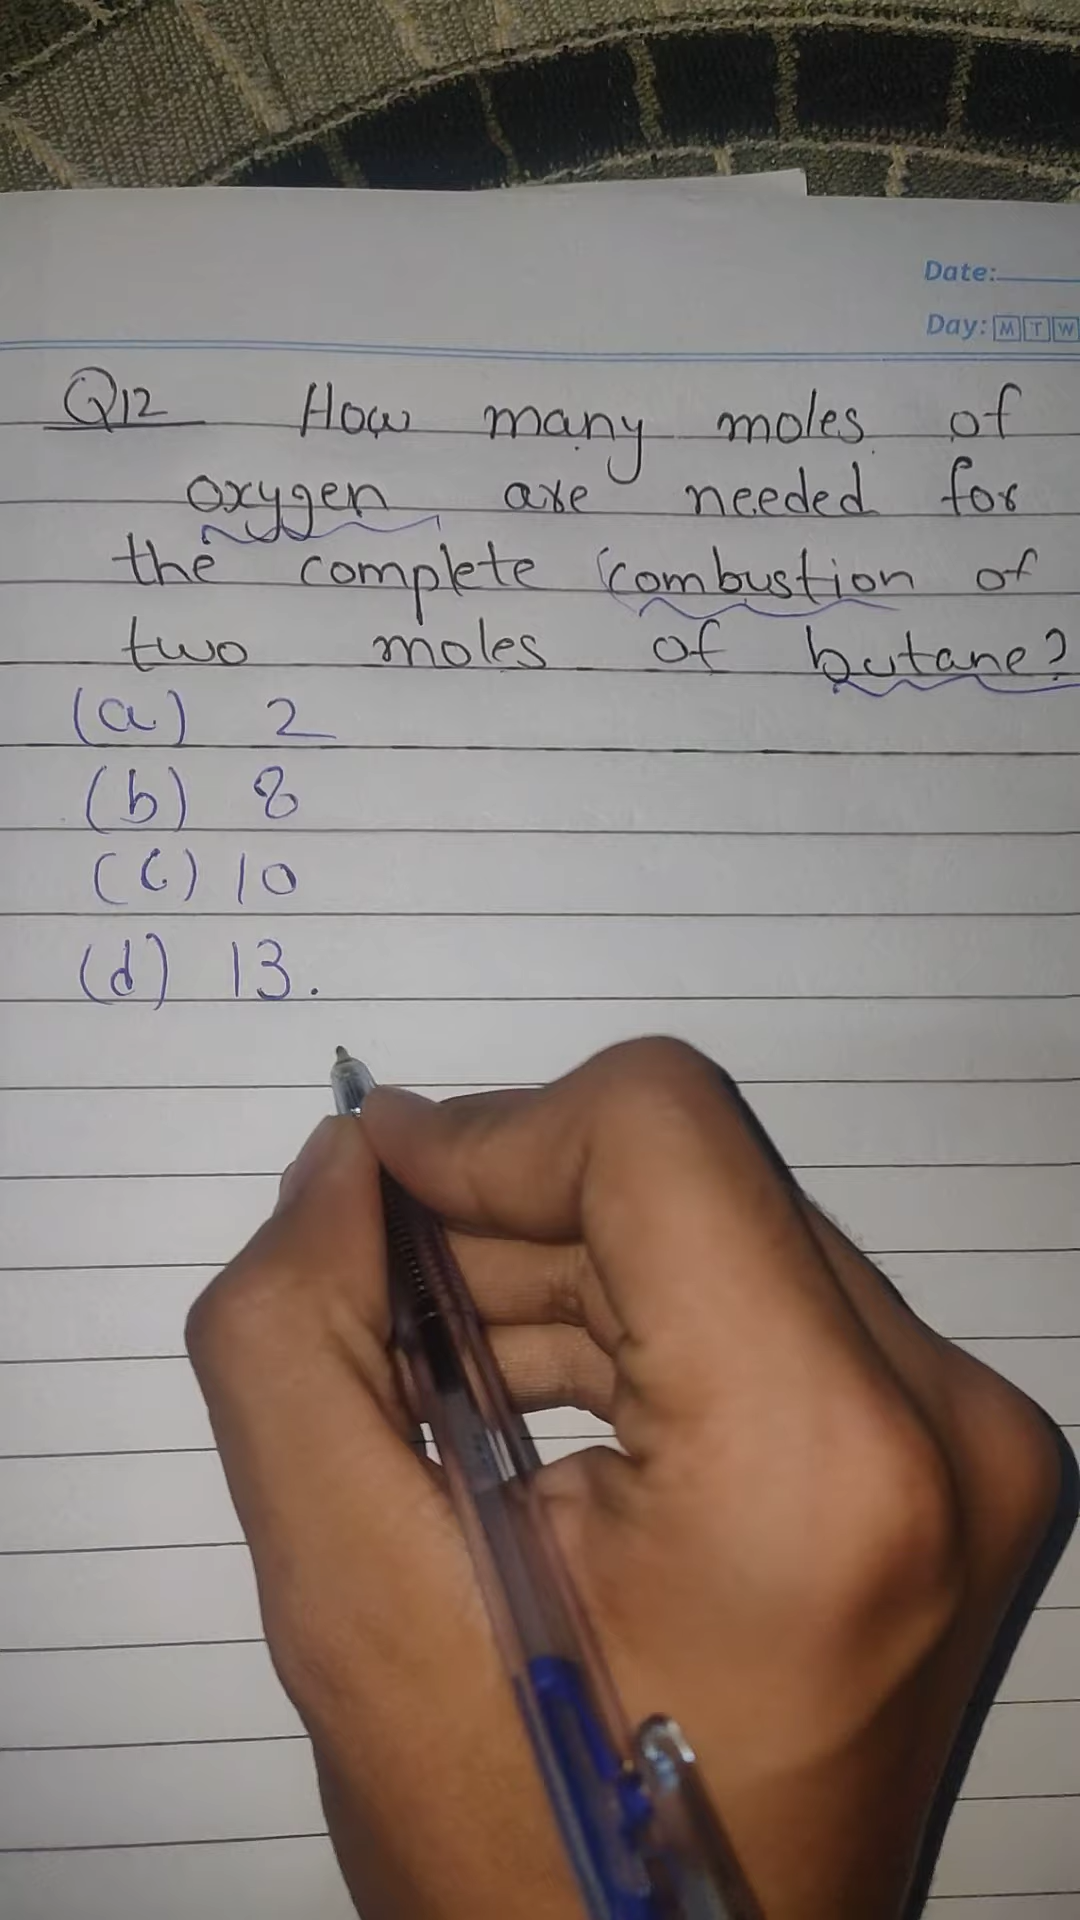 Date:
Day: M T W
Q12 How many moles of
oxygen are needed for
the complete combustion of
two moles of butane?
(a) 2
(b) 8
(C) 10
(d) 13.